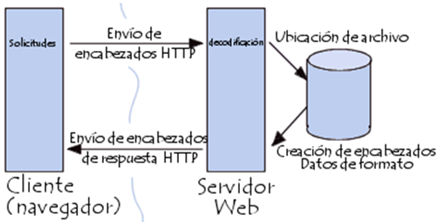 Solicitudes
Envío de
encabezados HTTP
decodificación
Ubicación de archivo
Envío de encabezados
de respuesta HTTP
Creación de encabezados
Datos de formato
Cliente
(navegador)
Servidor
Web